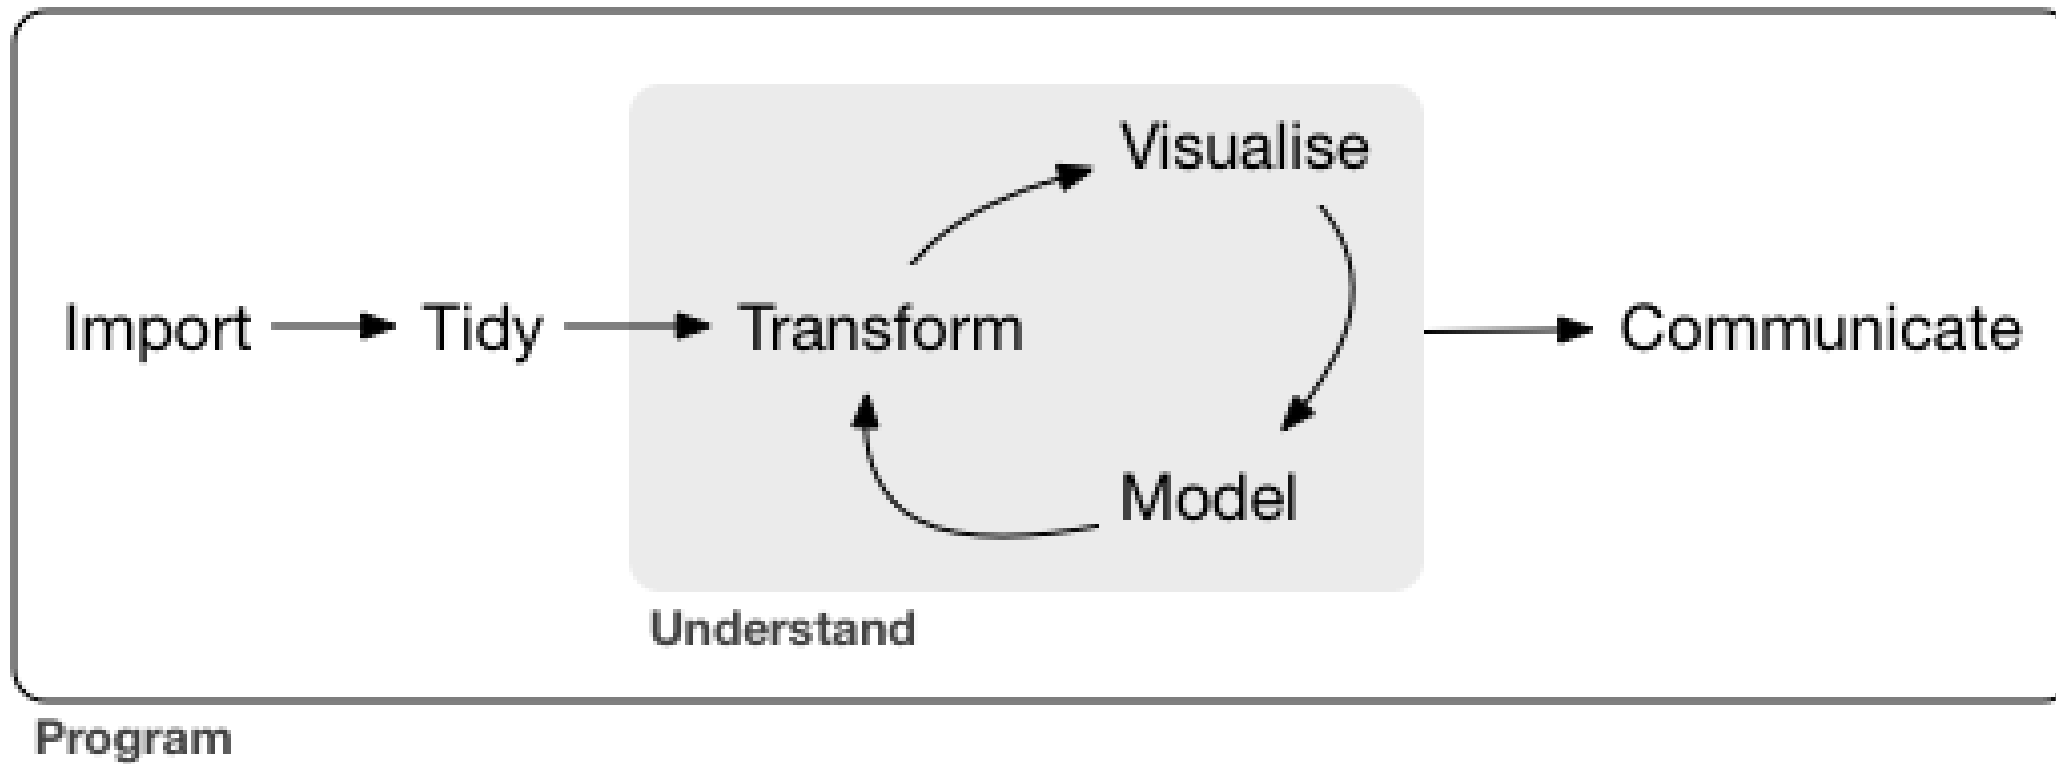 Visualise
Import
Tidy
Transform
Communicate
Model
Understand
Program